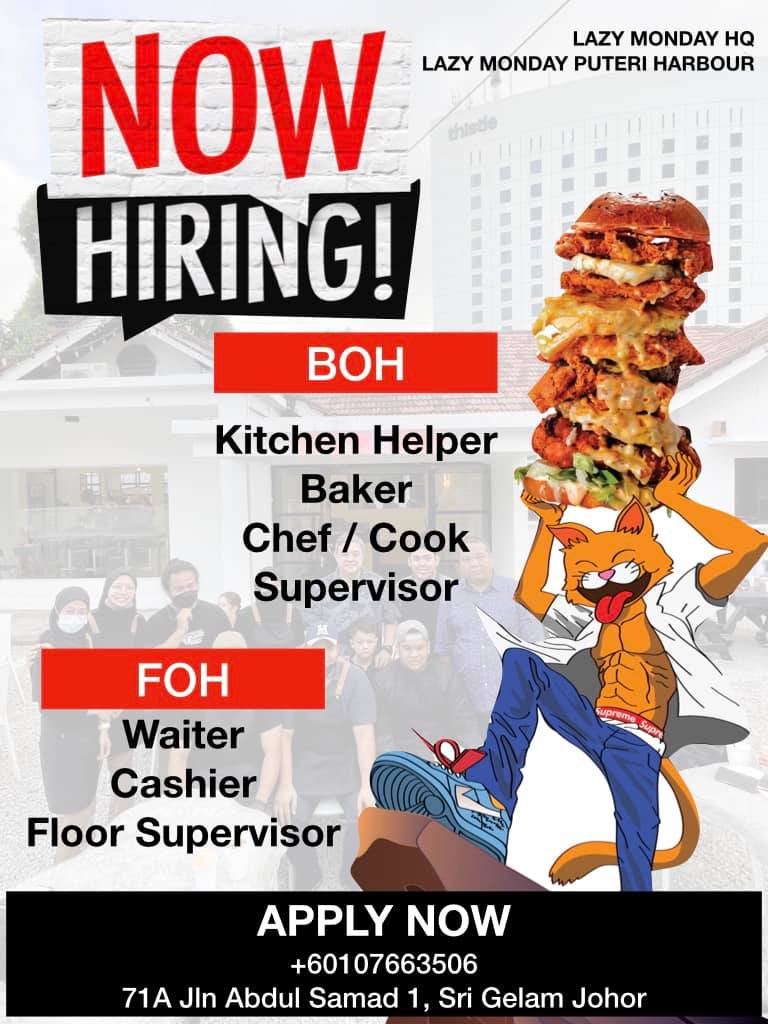 LAZY MONDAY HQ
LAZY MONDAY PUTERI HARBOUR
thistle
NOW
HIRING!
BOH
Kitchen Helper
Baker
Chef / Cook
Supervisor
FOH
Waiter
Cashier
Floor Supervisor
Supreme Supre
APPLY NOW
+60107663506
71A Jln Abdul Samad 1, Sri Gelam Johor